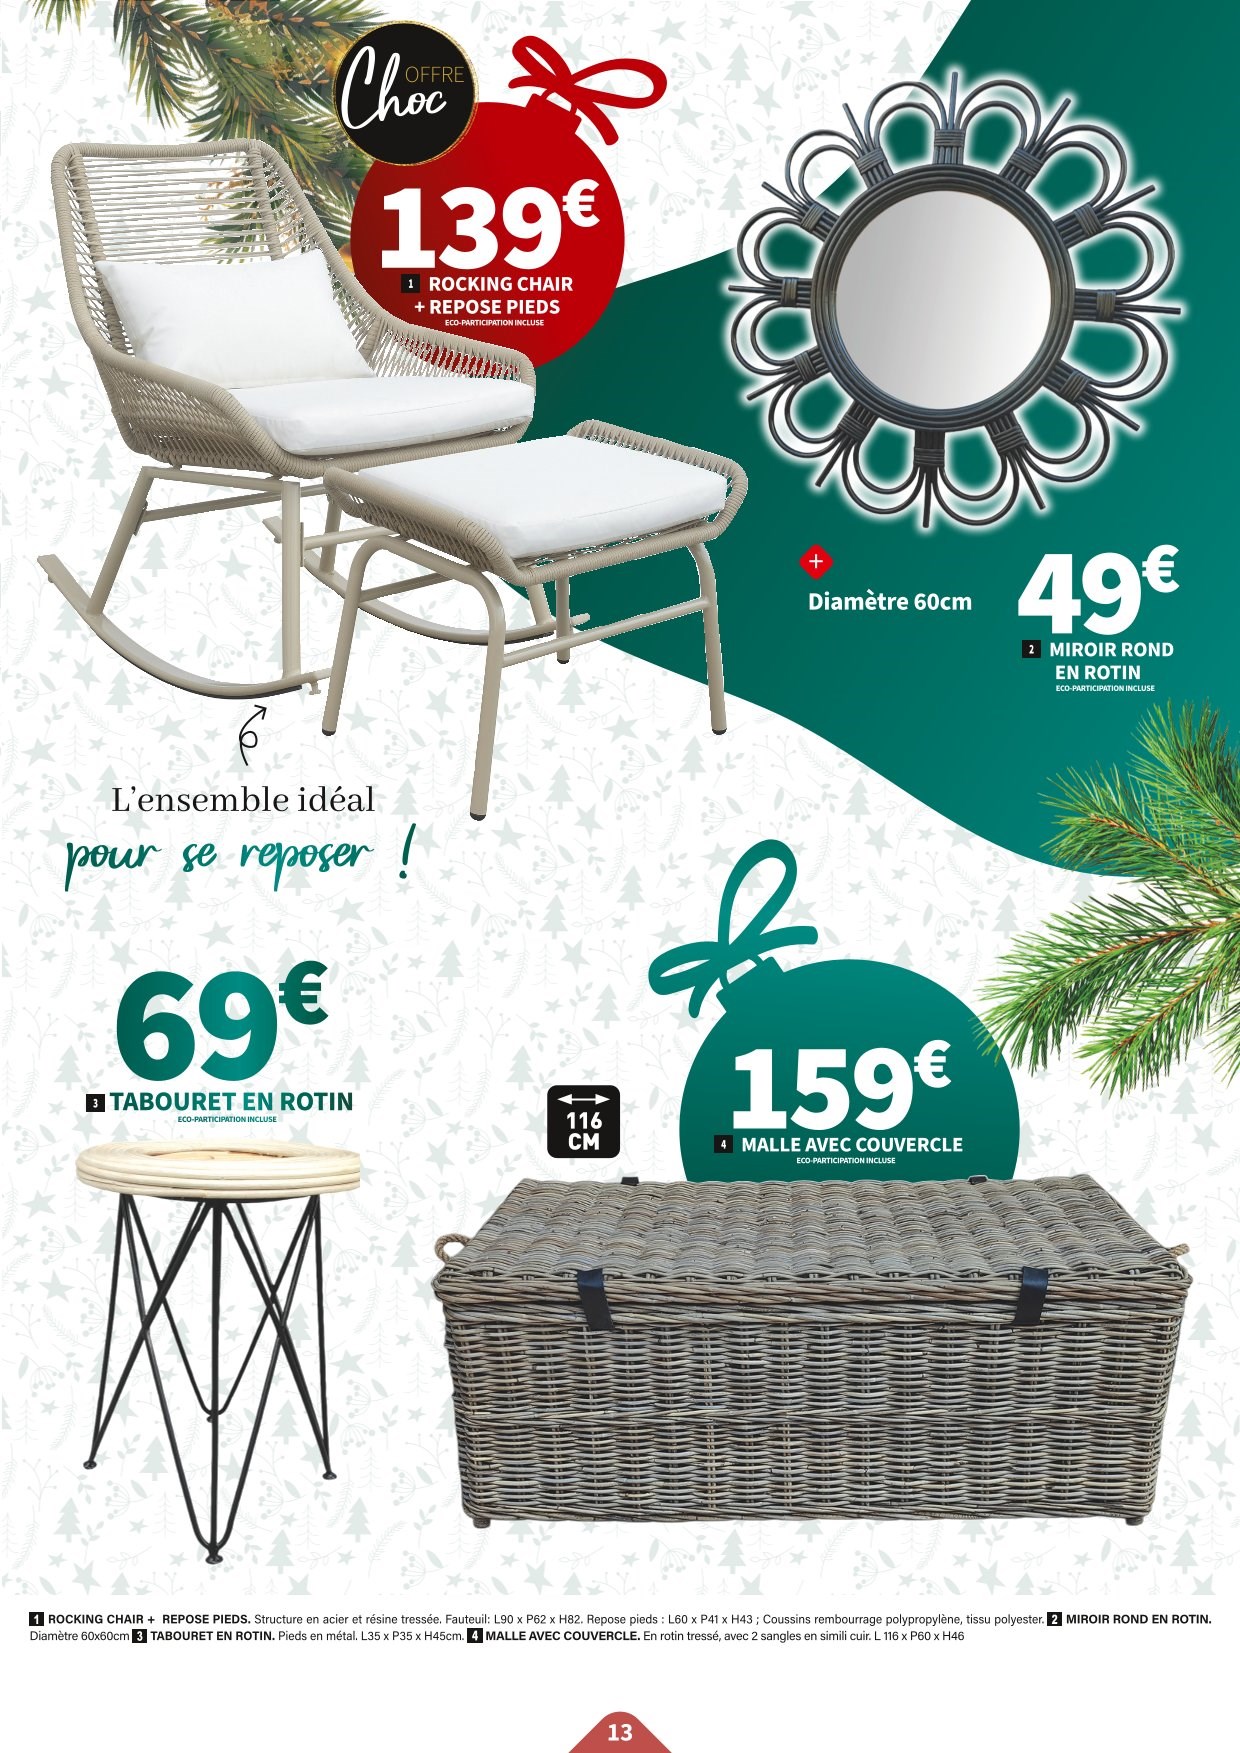 OFFRE
Choc
139€
1 ROCKING CHAIR
+ REPOSE PIEDS
ECO-PARTICIPATION INCLUSE
+
Diamètre 60cm
49€
2 MIROIR ROND
EN ROTIN
ECO-PARTICIPATION INCLUSE
L'ensemble idéal
pour se reposer !
69€
3 TABOURET EN ROTIN
ECO-PARTICIPATION INCLUSE
116
CM
159€
4 MALLE AVEC COUVERCLE
ECO-PARTICIPATION INCLUSE
1 ROCKING CHAIR + REPOSE PIEDS. Structure en acier et résine tressée. Fauteuil: L90 x P62 x H82. Repose pieds : L60 x P41 x H43 ; Coussins rembourrage polypropylène, tissu polyester. 2 MIROIR ROND EN ROTIN.
Diamètre 60x60cm 3 TABOURET EN ROTIN. Pieds en métal. L35 x P35 x H45cm. 4 MALLE AVEC COUVERCLE. En rotin tressé, avec 2 sangles en simili cuir. L 116 x P60 x H46
13